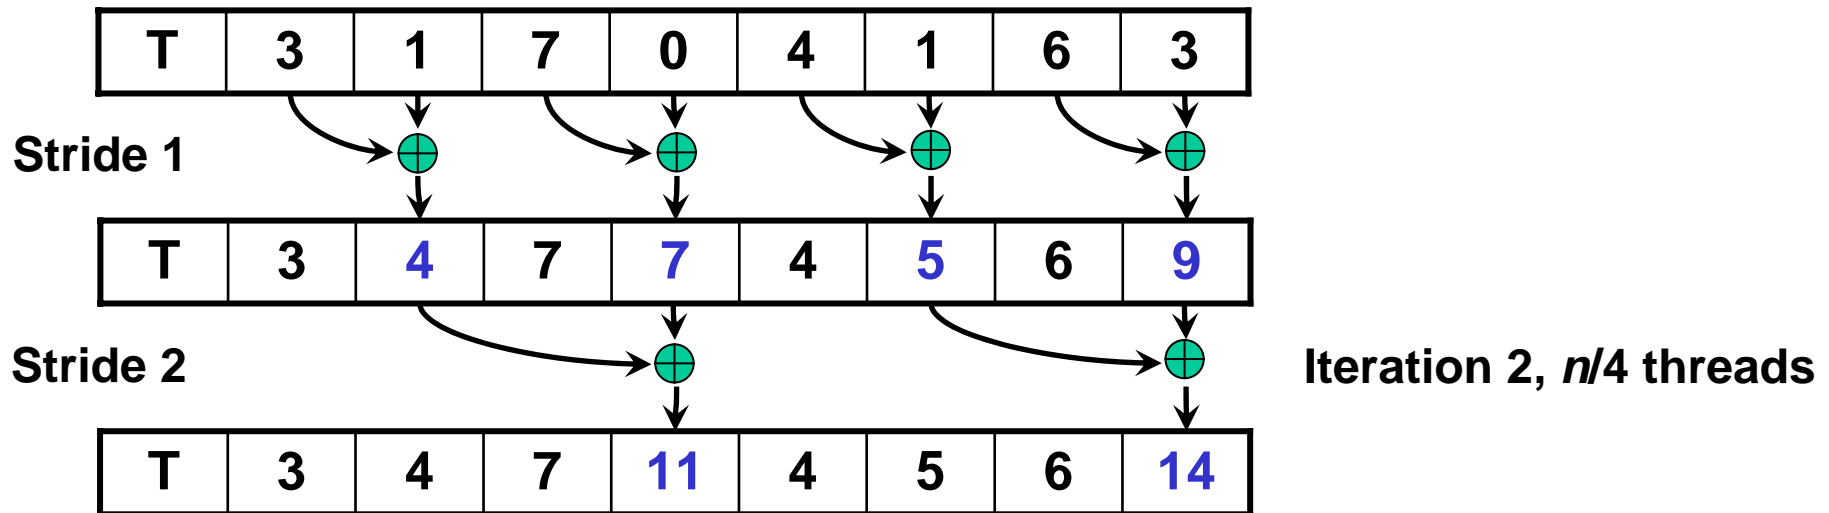 T 3 1 7 0 4 1 6 3
Stride 1
T 3 4 7 7 4 5 6 9
Stride 2
Iteration 2, n/4 threads
T 3 4 7 11 4 5 6 14